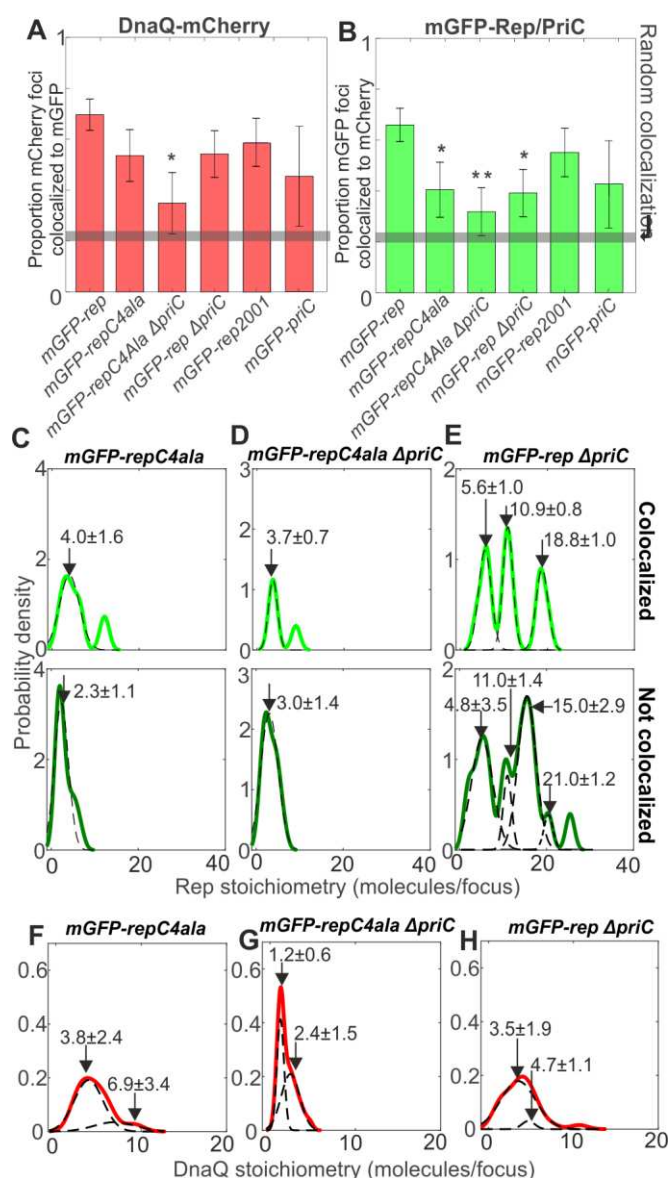 A
DnaQ-mCherry
B
mGFP-Rep/PriC
1
1
Proportion mCherry foci
colocalized to mGFP
Proportion mGFP foci
colocalized to mCherry
Random colocalization
*
*
**
*
0
0
mGFP-rep
mGFP-repC4ala
mGFP-repC4Ala ΔpriC
mGFP-rep ΔpriC
mGFP-rep2001
mGFP-priC
mGFP-rep
mGFP-repC4ala
mGFP-repC4Ala ΔpriC
mGFP-rep ΔpriC
mGFP-rep2001
mGFP-priC
C
mGFP-repC4ala
D
mGFP-repC4ala ΔpriC
E
mGFP-rep ΔpriC
4
2
0
4.0±1.6
3
2
1
0
3.7±0.7
2
1
0
5.6±1.0
10.9±0.8
18.8±1.0
Colocalized
Probability density
4
3
2
1
0
2.3±1.1
3
2
1
0
3.0±1.4
2
1
0
4.8±3.5
11.0±1.4
15.0±2.9
21.0±1.2
Not colocalized
0 20 40
0 20 40
0 20 40
Rep stoichiometry (molecules/focus)
F
mGFP-repC4ala
G
mGFP-repC4ala ΔpriC
H
mGFP-rep ΔpriC
0.6
0.4
0.2
0
3.8±2.4
6.9±3.4
0.6
0.4
0.2
0
1.2±0.6
2.4±1.5
0.6
0.4
0.2
0
3.5±1.9
4.7±1.1
0 10 20
0 10 20
0 10 20
DnaQ stoichiometry (molecules/focus)